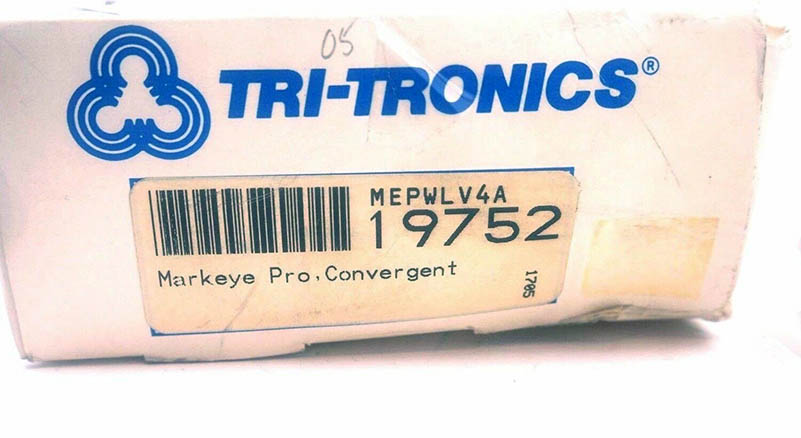 05
TRI-TRONICS®
MEPWLV4A
19752
Markeye Pro, Convergent
1705